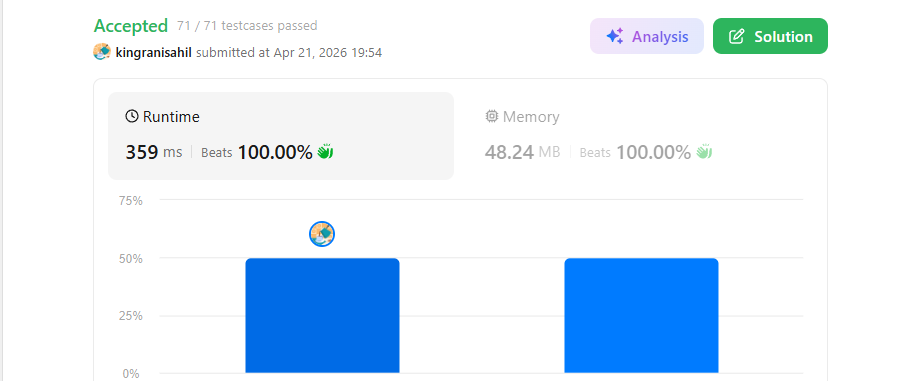 Accepted 71 / 71 testcases passed
kingranisahil submitted at Apr 21, 2026 19:54
Analysis
Solution
Runtime
359 ms Beats 100.00%
Memory
48.24 MB Beats 100.00%
75%
50%
25%
0%